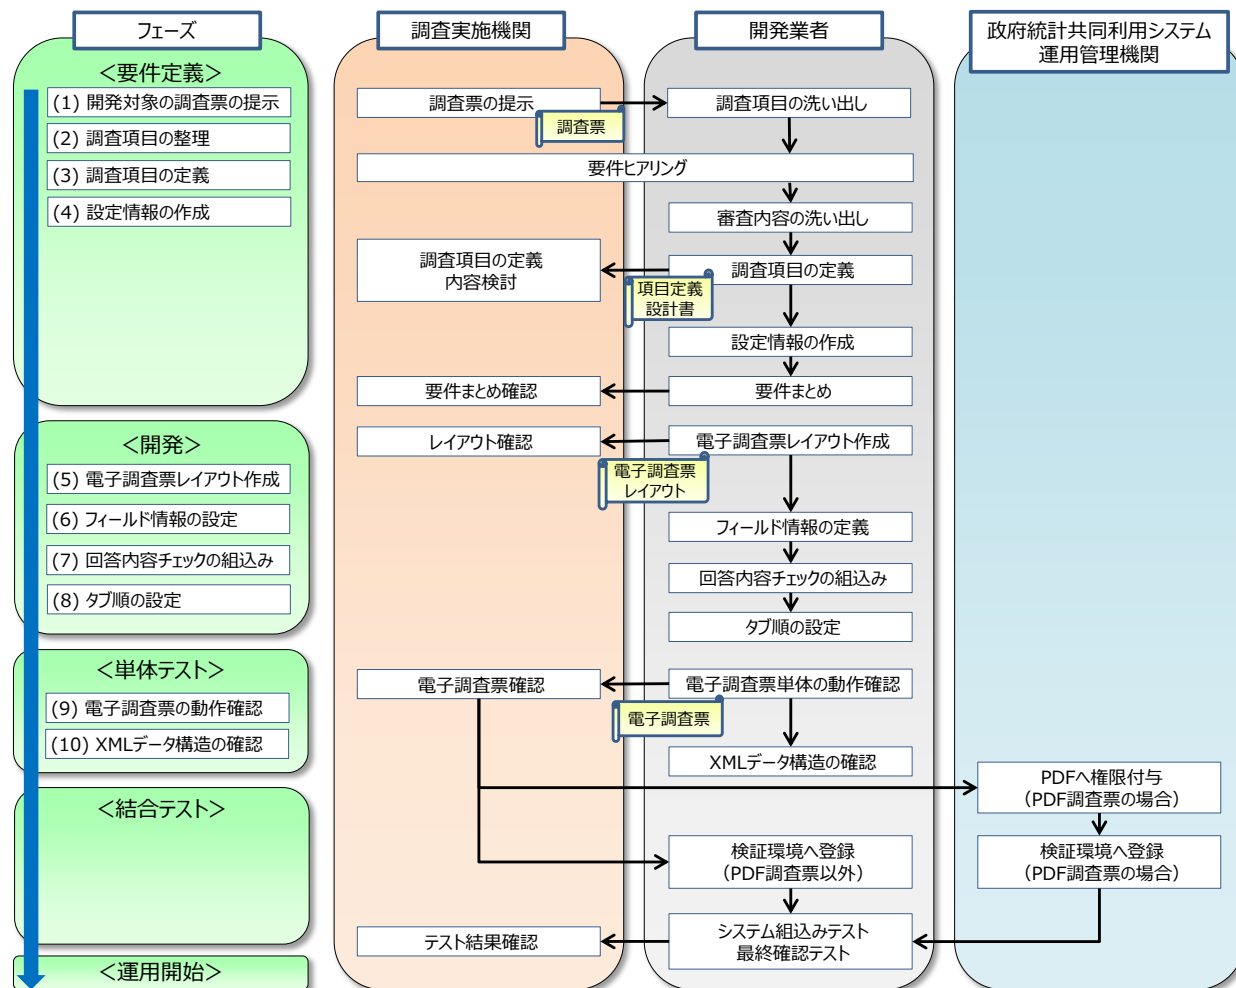 フェーズ
<要件定義>
(1) 開発対象の調査票の提示
(2) 調査項目の整理
(3) 調査項目の定義
(4) 設定情報の作成
<開発>
(5) 電子調査票レイアウト作成
(6) フィールド情報の設定
(7) 回答内容チェックの組込み
(8) タブ順の設定
<単体テスト>
(9) 電子調査票の動作確認
(10) XMLデータ構造の確認
<結合テスト>
<運用開始>
調査実施機関
開発業者
政府統計共同利用システム
運用管理機関
調査票の提示
調査票
調査項目の洗い出し
要件ヒアリング
審査内容の洗い出し
調査項目の定義
内容検討
調査項目の定義
項目定義
設計書
設定情報の作成
要件まとめ確認
要件まとめ
レイアウト確認
電子調査票レイアウト作成
電子調査票
レイアウト
フィールド情報の定義
回答内容チェックの組込み
タブ順の設定
電子調査票確認
電子調査票単体の動作確認
電子調査票
XMLデータ構造の確認
PDFへ権限付与
(PDF調査票の場合)
検証環境へ登録
(PDF調査票以外)
検証環境へ登録
(PDF調査票の場合)
テスト結果確認
システム組込みテスト
最終確認テスト